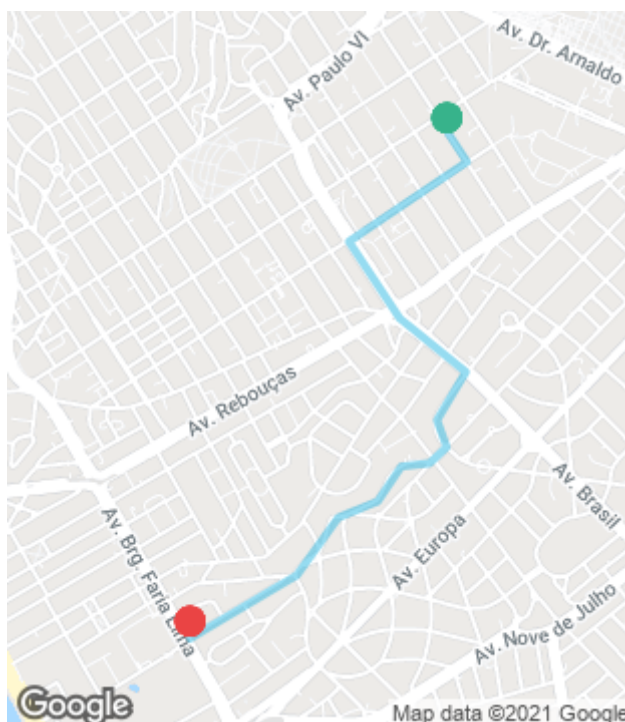 Av. Dr. Arnaldo
Av. Paulo VI
Av. Rebouças
Av. Brasil
Av. Brg. Faria Lima
Av. Europa
Av. Nove de Julho
Google
Map data ©2021 Google